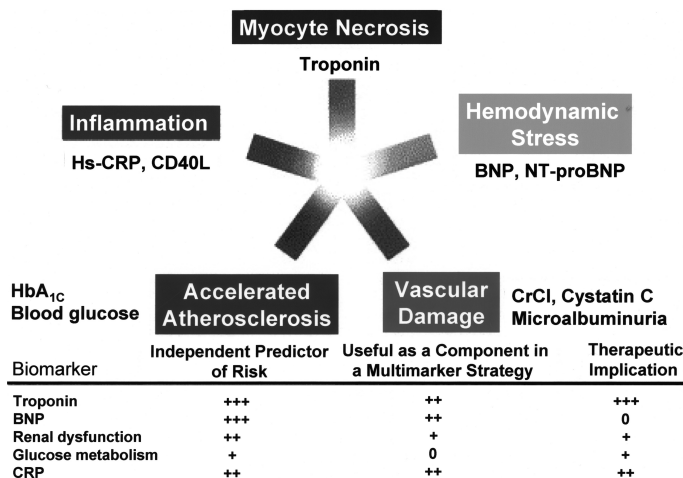 Myocyte Necrosis
Troponin
Inflammation
Hs-CRP, CD40L
Hemodynamic
Stress
BNP, NT-proBNP
HbA1C
Blood glucose
Accelerated
Atherosclerosis
Vascular
Damage
CrCl, Cystatin C
Microalbuminuria
Biomarker
Independent Predictor
of Risk
Useful as a Component in
a Multimarker Strategy
Therapeutic
Implication
Troponin +++ ++ +++
BNP +++ ++ 0
Renal dysfunction ++ + +
Glucose metabolism + 0 +
CRP ++ ++ ++